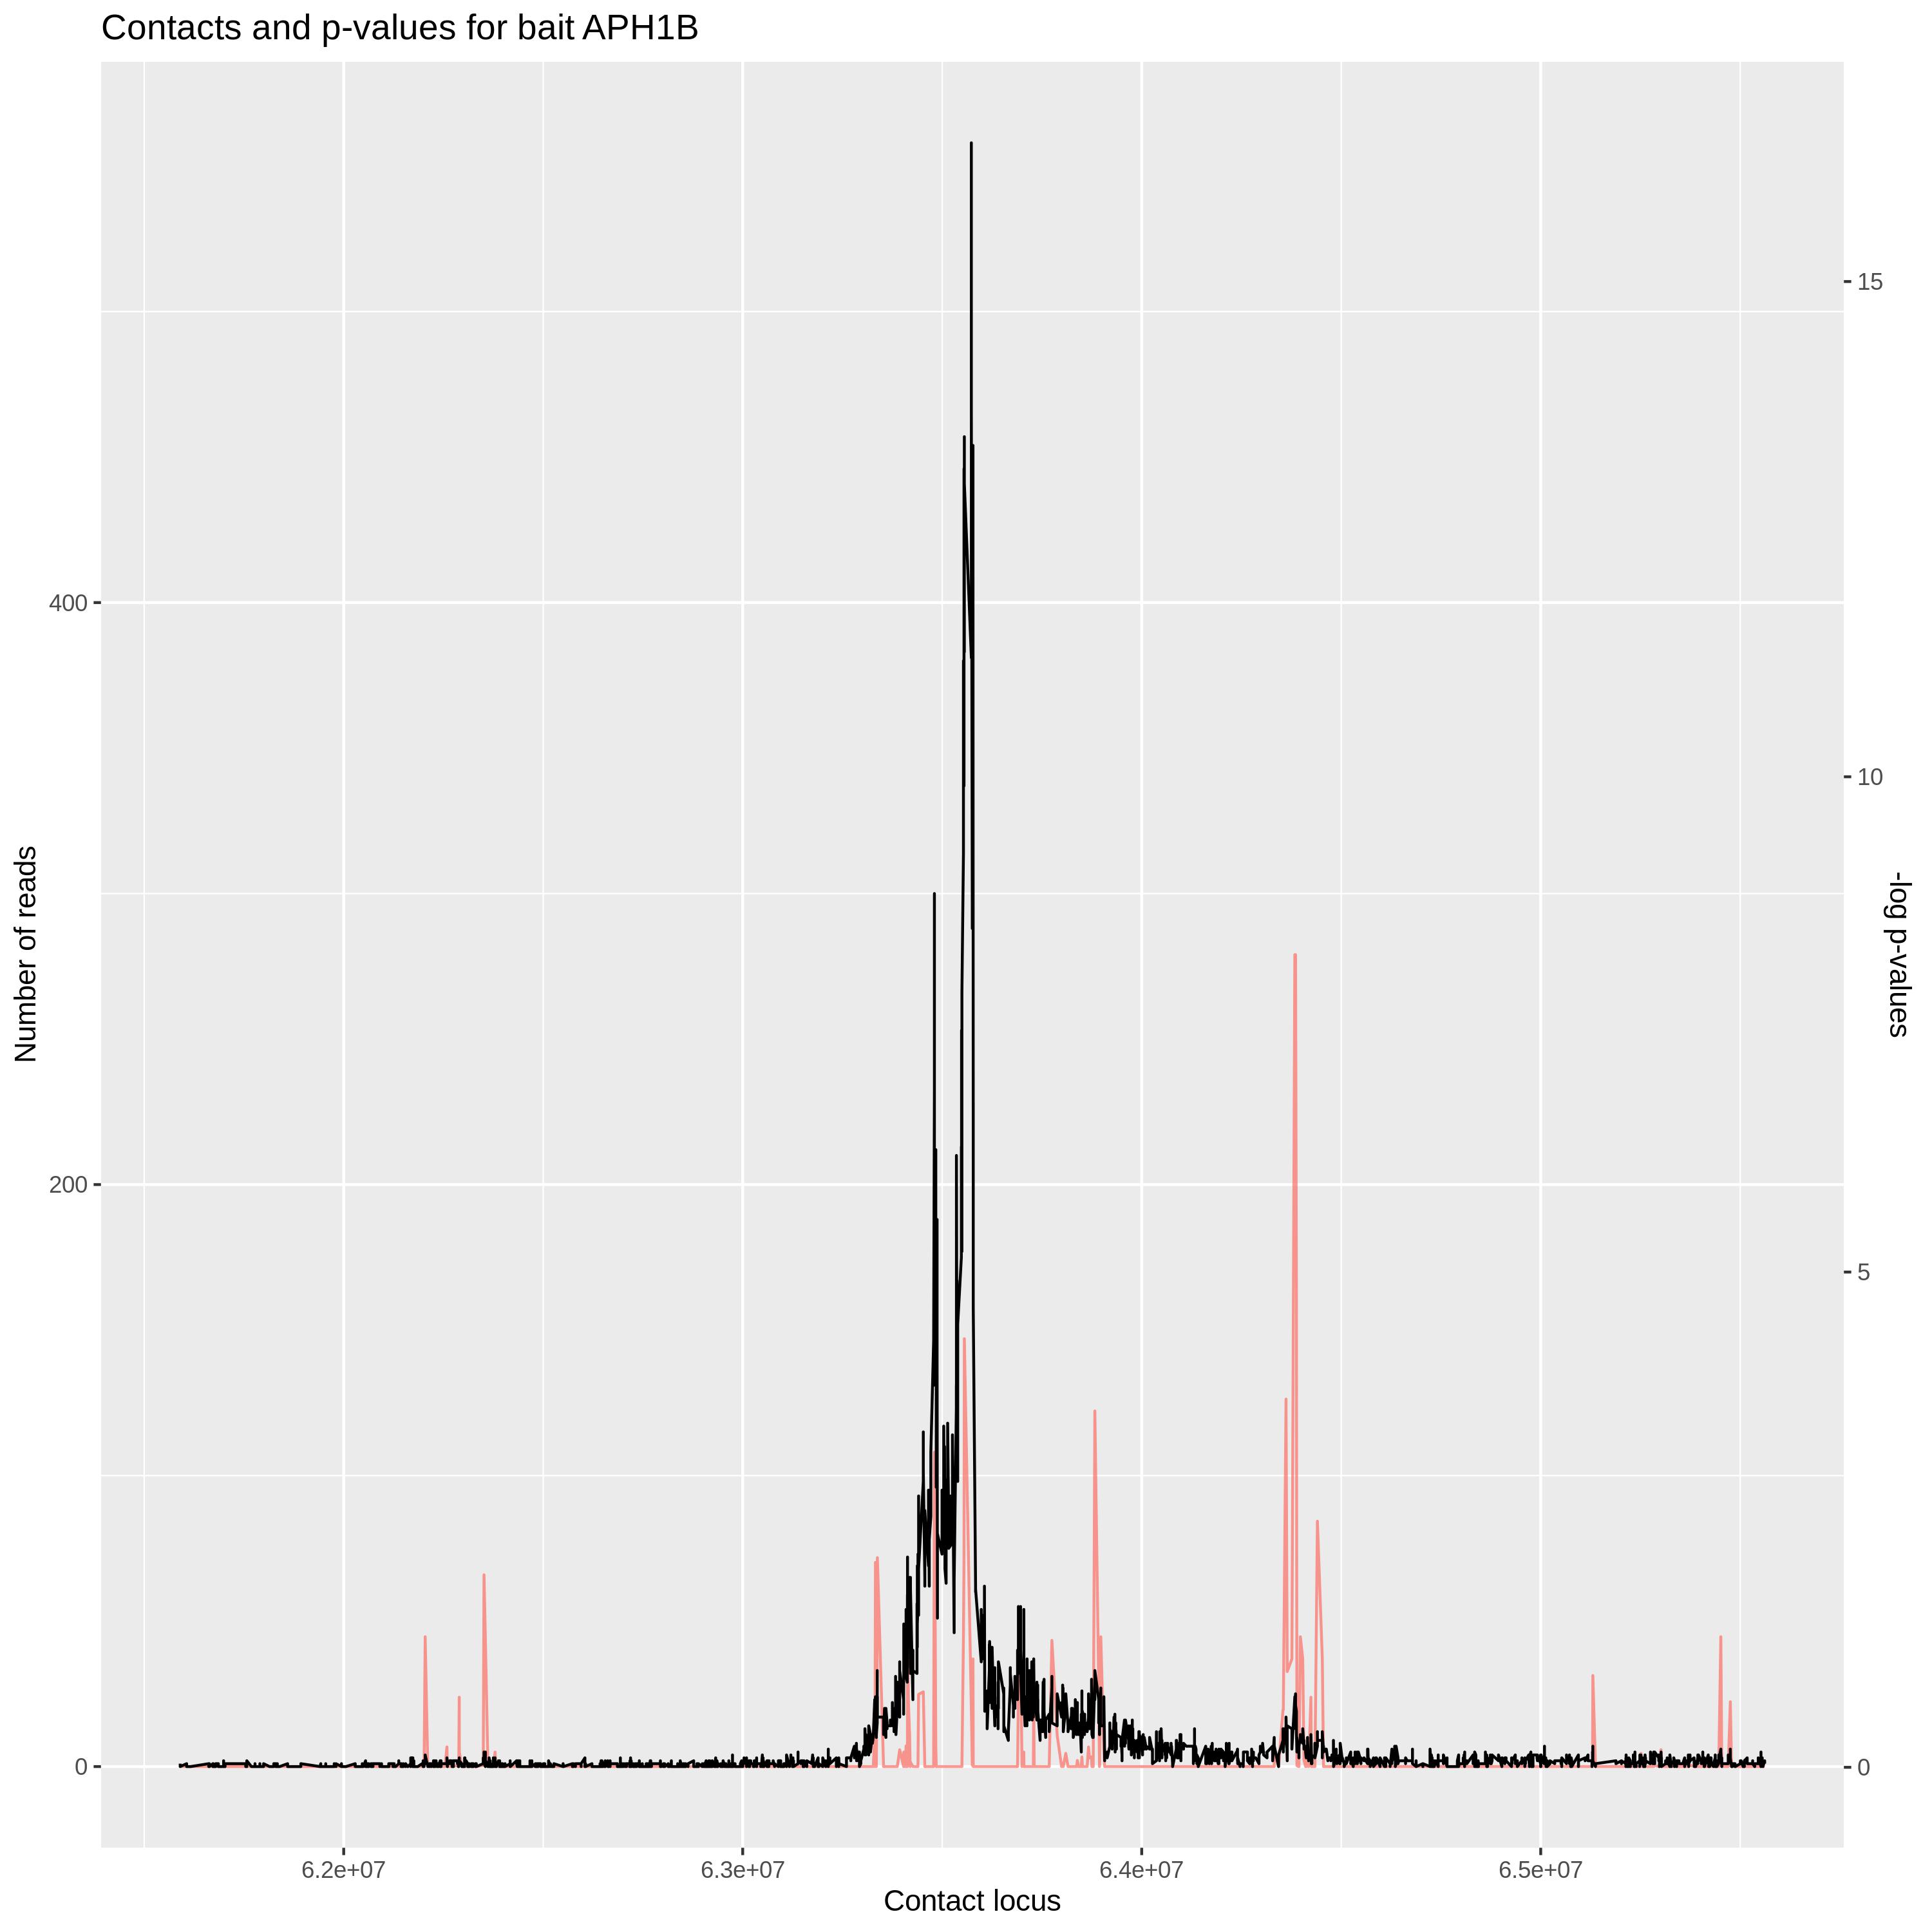 Contacts and p-values for bait APH1B
Number of reads
400
200
0
15
10
5
0
-log p-values
6.2e+07
6.3e+07
6.4e+07
6.5e+07
Contact locus